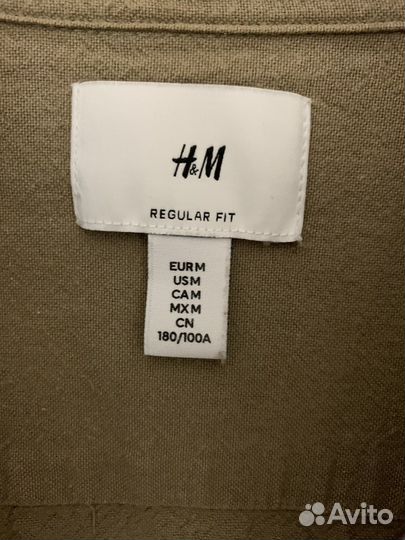 H&M
REGULAR FIT
EUR M
US M
CA M
MX M
CN
180/100A
Avito